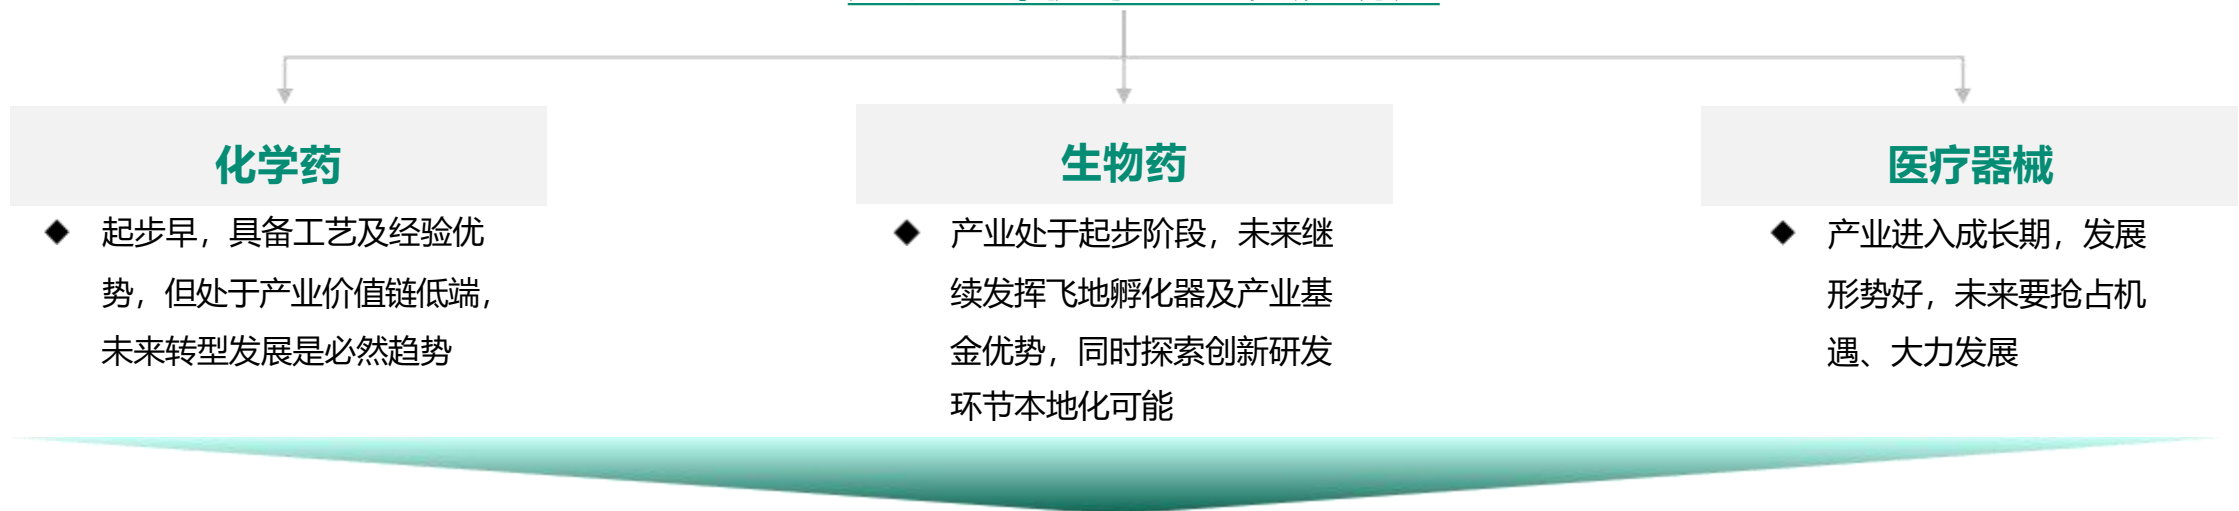 化学药
起步早，具备工艺及经验优
势，但处于产业价值链低端，
未来转型发展是必然趋势
生物药
产业处于起步阶段，未来继
续发挥飞地孵化器及产业基
金优势，同时探索创新研发
环节本地化可能
医疗器械
产业进入成长期，发展
形势好，未来要抢占机
遇、大力发展